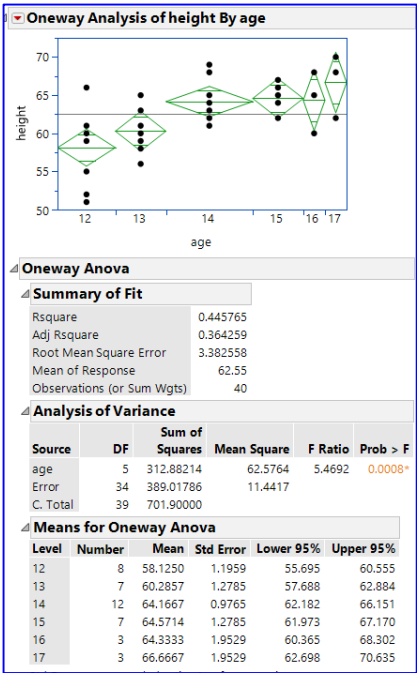 Oneway Analysis of height By age
70
65
60
55
50
height
12 13 14 15 16 17
age
Oneway Anova
Summary of Fit
Rsquare 0.445765
Adj Rsquare 0.364259
Root Mean Square Error 3.382558
Mean of Response 62.55
Observations (or Sum Wgts) 40
Analysis of Variance
Sum of
Source DF Squares Mean Square F Ratio Prob > F
age 5 312.88214 62.5764 5.4692 0.0008*
Error 34 389.01786 11.4417
C. Total 39 701.90000
Means for Oneway Anova
Level Number Mean Std Error Lower 95% Upper 95%
12 8 58.1250 1.1959 55.695 60.555
13 7 60.2857 1.2785 57.688 62.884
14 12 64.1667 0.9765 62.182 66.151
15 7 64.5714 1.2785 61.973 67.170
16 3 64.3333 1.9529 60.365 68.302
17 3 66.6667 1.9529 62.698 70.635